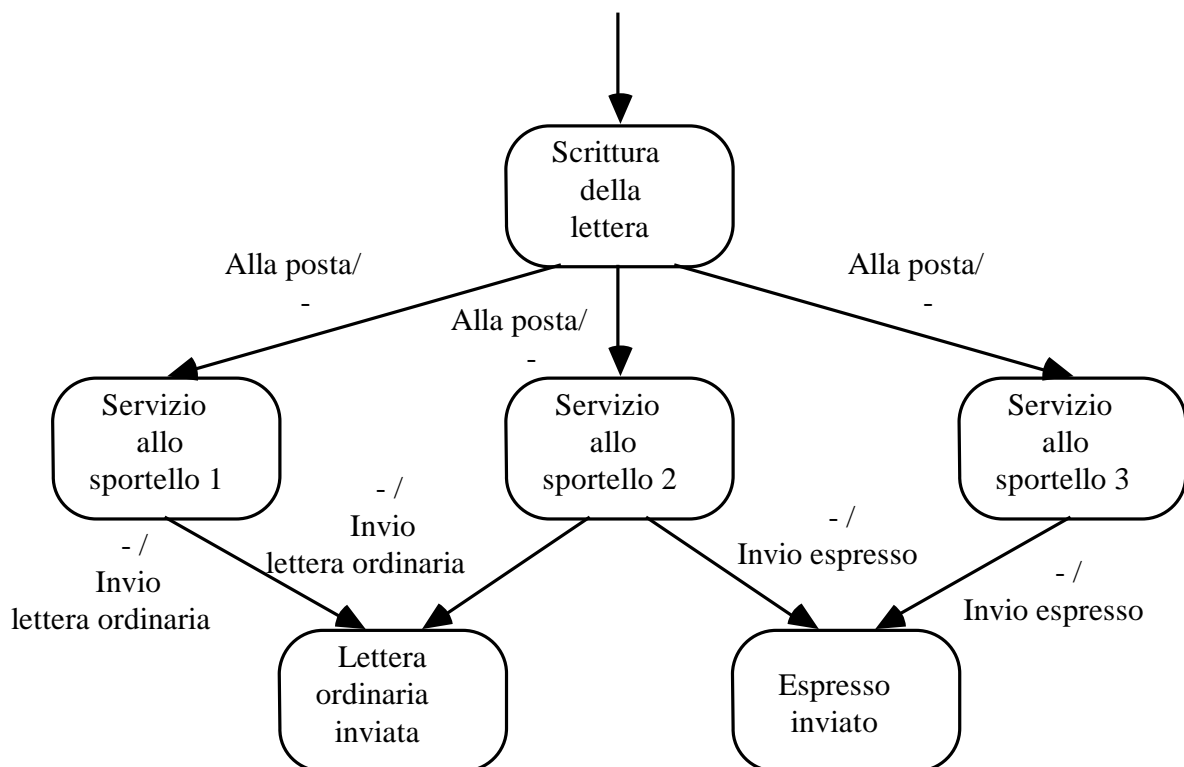 Scrittura
della
lettera
Alla posta/
-
Alla posta/
-
Alla posta/
-
Servizio
allo
sportello 1
Servizio
allo
sportello 2
Servizio
allo
sportello 3
- /
Invio
lettera ordinaria
- /
Invio
lettera ordinaria
- /
Invio espresso
- /
Invio espresso
Lettera
ordinaria
inviata
Espresso
inviato